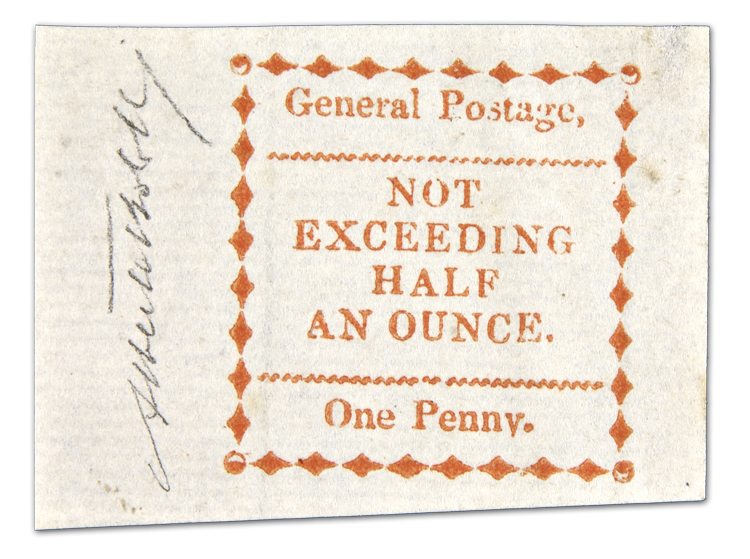 General Postage,
NOT
EXCEEDING
HALF
AN OUNCE.
One Penny.